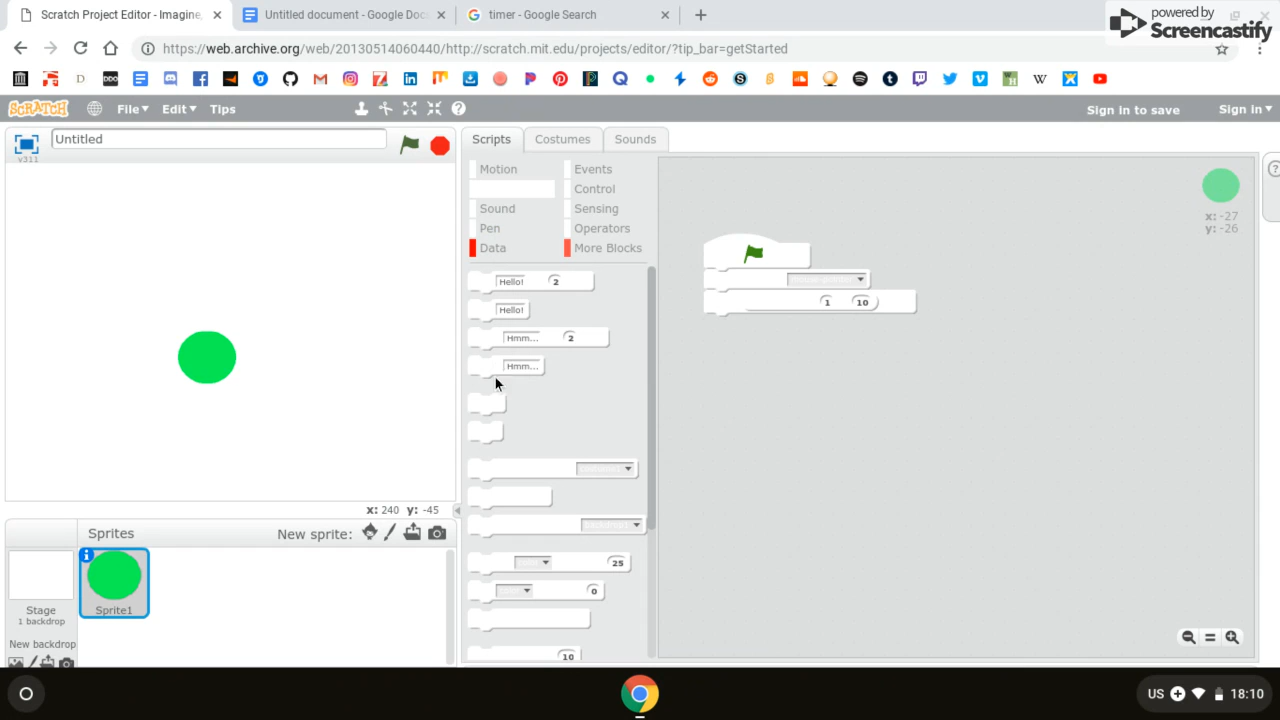 Scratch Project Editor - Imagine,
Untitled document - Google Doc
timer - Google Search
powered by
Screencastify
https://web.archive.org/web/20130514060440/http://scratch.mit.edu/projects/editor/?tip_bar=getStarted
DDO
W
SCRATCH
File
Edit
Tips
Sign in to save
Sign in
Untitled
v311
Scripts
Costumes
Sounds
Motion
Events
Control
Sound
Sensing
Pen
Operators
Data
More Blocks
Hello!
2
Hello!
Hmm...
2
Hmm...
25
0
10
1
10
x: -27
y: -26
x: 240 y: -45
Sprites
New sprite:
Sprite1
Stage
1 backdrop
New backdrop
US
18:10